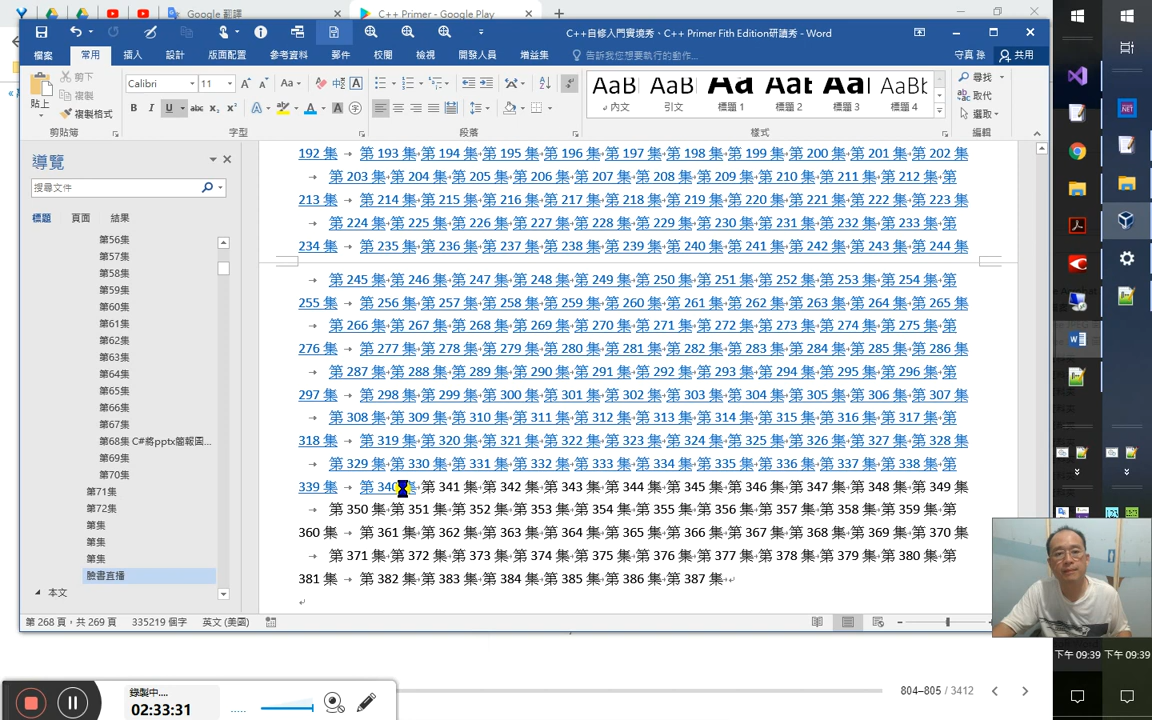 Google 翻譯
C++ Primer - Google Play
C++自修入門實境秀、C++ Primer Fith Edition研讀秀 - Word
檔案 常用 插入 設計 版面配置 參考資料 郵件 校閱 檢視 開發人員 增益集 告訴我您想要執行的動作... 守真 孫 共用
貼上 剪下 複製 複製格式
Calibri 11
AaB AaB Aa Aat Aal AaBb
內文 引文 標題 1 標題 2 標題 3 標題 4
尋找 取代 選取
剪貼簿 字型 段落 樣式 編輯
導覽
搜尋文件
標題 頁面 結果
第56集
第57集
第58集
第59集
第60集
第61集
第62集
第63集
第64集
第65集
第66集
第67集
第68集 C#將pptx簡報圖...
第69集
第70集
第71集
第72集
第集
第集
臉書直播
本文
192 集 → 第 193 集 第 194 集 第 195 集 第 196 集 第 197 集 第 198 集 第 199 集 第 200 集 第 201 集 第 202 集
→ 第 203 集 第 204 集 第 205 集 第 206 集 第 207 集 第 208 集 第 209 集 第 210 集 第 211 集 第 212 集 第
213 集 第 214 集 第 215 集 第 216 集 第 217 集 第 218 集 第 219 集 第 220 集 第 221 集 第 222 集 第 223 集
→ 第 224 集 第 225 集 第 226 集 第 227 集 第 228 集 第 229 集 第 230 集 第 231 集 第 232 集 第 233 集 第
234 集 → 第 235 集 第 236 集 第 237 集 第 238 集 第 239 集 第 240 集 第 241 集 第 242 集 第 243 集 第 244 集
→ 第 245 集 第 246 集 第 247 集 第 248 集 第 249 集 第 250 集 第 251 集 第 252 集 第 253 集 第 254 集 第
255 集 → 第 256 集 第 257 集 第 258 集 第 259 集 第 260 集 第 261 集 第 262 集 第 263 集 第 264 集 第 265 集
→ 第 266 集 第 267 集 第 268 集 第 269 集 第 270 集 第 271 集 第 272 集 第 273 集 第 274 集 第 275 集 第
276 集 → 第 277 集 第 278 集 第 279 集 第 280 集 第 281 集 第 282 集 第 283 集 第 284 集 第 285 集 第 286 集
→ 第 287 集 第 288 集 第 289 集 第 290 集 第 291 集 第 292 集 第 293 集 第 294 集 第 295 集 第 296 集 第
297 集 → 第 298 集 第 299 集 第 300 集 第 301 集 第 302 集 第 303 集 第 304 集 第 305 集 第 306 集 第 307 集
→ 第 308 集 第 309 集 第 310 集 第 311 集 第 312 集 第 313 集 第 314 集 第 315 集 第 316 集 第 317 集 第
318 集 → 第 319 集 第 320 集 第 321 集 第 322 集 第 323 集 第 324 集 第 325 集 第 326 集 第 327 集 第 328 集
→ 第 329 集 第 330 集 第 331 集 第 332 集 第 333 集 第 334 集 第 335 集 第 336 集 第 337 集 第 338 集 第
339 集 → 第 340 集 第 341 集 第 342 集 第 343 集 第 344 集 第 345 集 第 346 集 第 347 集 第 348 集 第 349 集
→ 第 350 集 第 351 集 第 352 集 第 353 集 第 354 集 第 355 集 第 356 集 第 357 集 第 358 集 第 359 集 第
360 集 → 第 361 集 第 362 集 第 363 集 第 364 集 第 365 集 第 366 集 第 367 集 第 368 集 第 369 集 第 370 集
→ 第 371 集 第 372 集 第 373 集 第 374 集 第 375 集 第 376 集 第 377 集 第 378 集 第 379 集 第 380 集 第
381 集 → 第 382 集 第 383 集 第 384 集 第 385 集 第 386 集 第 387 集
第 268 頁，共 269 頁 335219 個字 英文 (美國)
下午 09:39 下午 09:39
804–805 / 3412
錄製中....
02:33:31